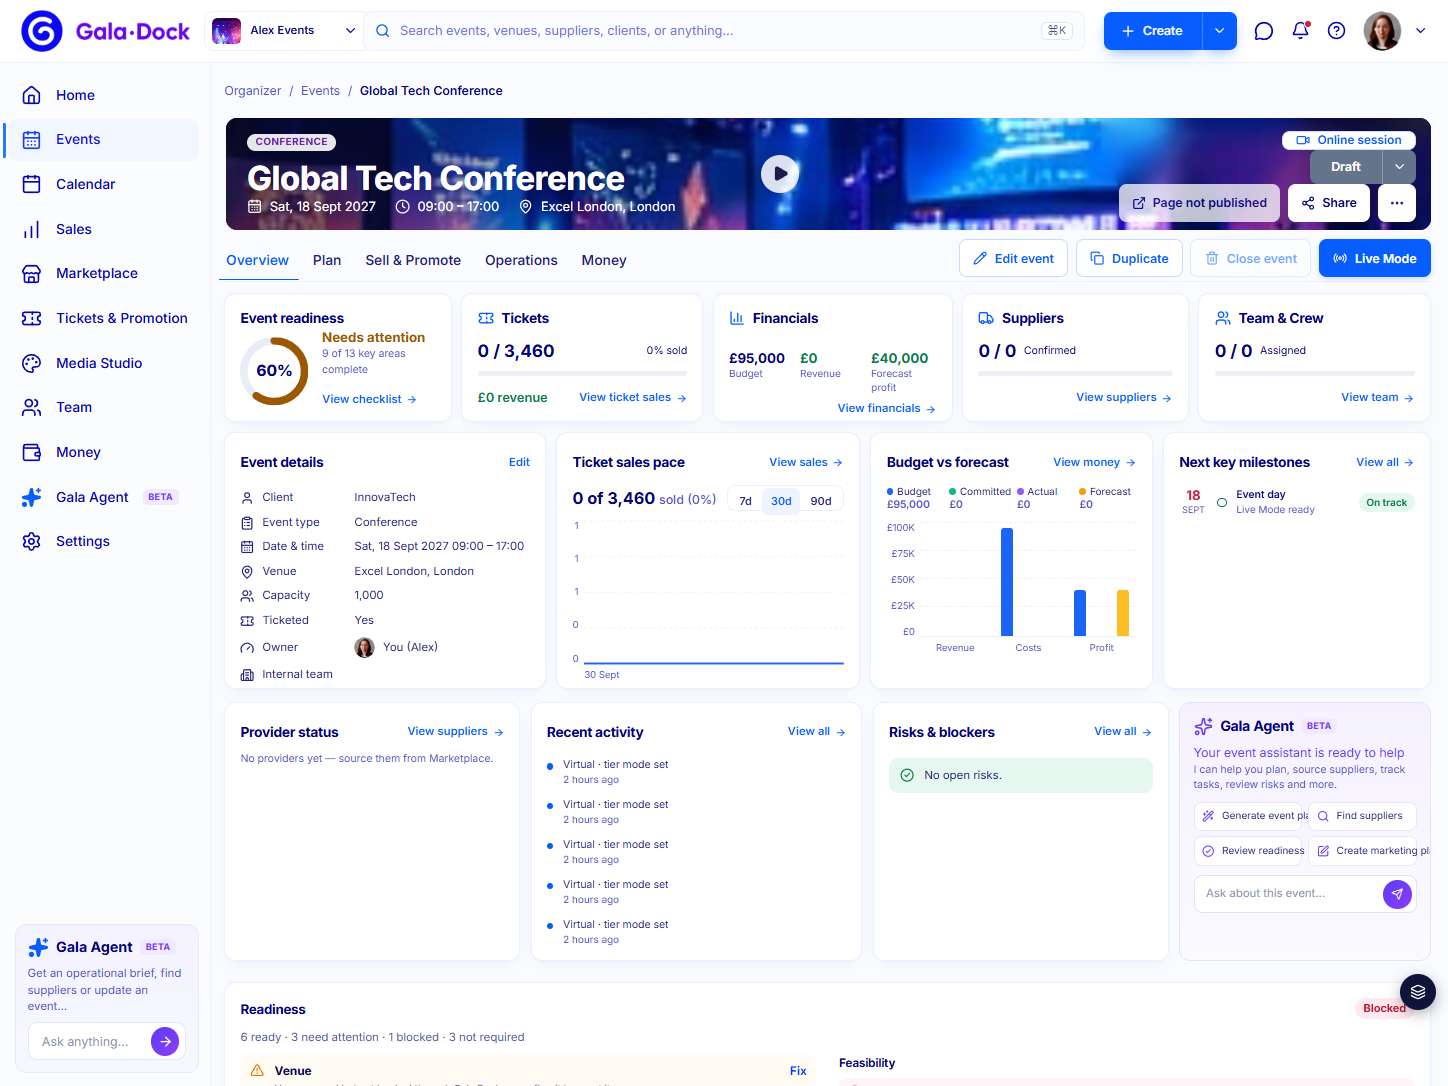 Gala·Dock
Alex Events
Search events, venues, suppliers, clients, or anything...
⌘K
+ Create
Home
Events
Calendar
Sales
Marketplace
Tickets & Promotion
Media Studio
Team
Money
Gala Agent BETA
Settings
Gala Agent BETA
Get an operational brief, find
suppliers or update an
event...
Ask anything...
Organizer / Events / Global Tech Conference
CONFERENCE
Global Tech Conference
Sat, 18 Sept 2027 09:00 – 17:00 Excel London, London
Online session
Draft
Page not published
Share
Overview Plan Sell & Promote Operations Money
Edit event
Duplicate
Close event
Live Mode
Event readiness
60%
Needs attention
9 of 13 key areas
complete
View checklist →
Tickets
0 / 3,460 0% sold
£0 revenue View ticket sales →
Financials
£95,000 £0 £40,000
Budget Revenue Forecast
profit
View financials →
Suppliers
0 / 0 Confirmed
View suppliers →
Team & Crew
0 / 0 Assigned
View team →
Event details Edit
Client InnovaTech
Event type Conference
Date & time Sat, 18 Sept 2027 09:00 – 17:00
Venue Excel London, London
Capacity 1,000
Ticketed Yes
Owner You (Alex)
Internal team
Ticket sales pace View sales →
0 of 3,460 sold (0%) 7d 30d 90d
1
1
1
0
0
30 Sept
Budget vs forecast View money →
Budget Committed Actual Forecast
£95,000 £0 £0 £0
£100K
£75K
£50K
£25K
£0
Revenue Costs Profit
Next key milestones View all →
18 Event day
SEPT Live Mode ready
On track
Provider status View suppliers →
No providers yet — source them from Marketplace.
Recent activity View all →
Virtual · tier mode set
2 hours ago
Virtual · tier mode set
2 hours ago
Virtual · tier mode set
2 hours ago
Virtual · tier mode set
2 hours ago
Virtual · tier mode set
2 hours ago
Risks & blockers View all →
No open risks.
Gala Agent BETA
Your event assistant is ready to help
I can help you plan, source suppliers, track
tasks, review risks and more.
Generate event pla
Find suppliers
Review readiness
Create marketing pl
Ask about this event...
Readiness Blocked
6 ready · 3 need attention · 1 blocked · 3 not required
Venue Fix
Feasibility